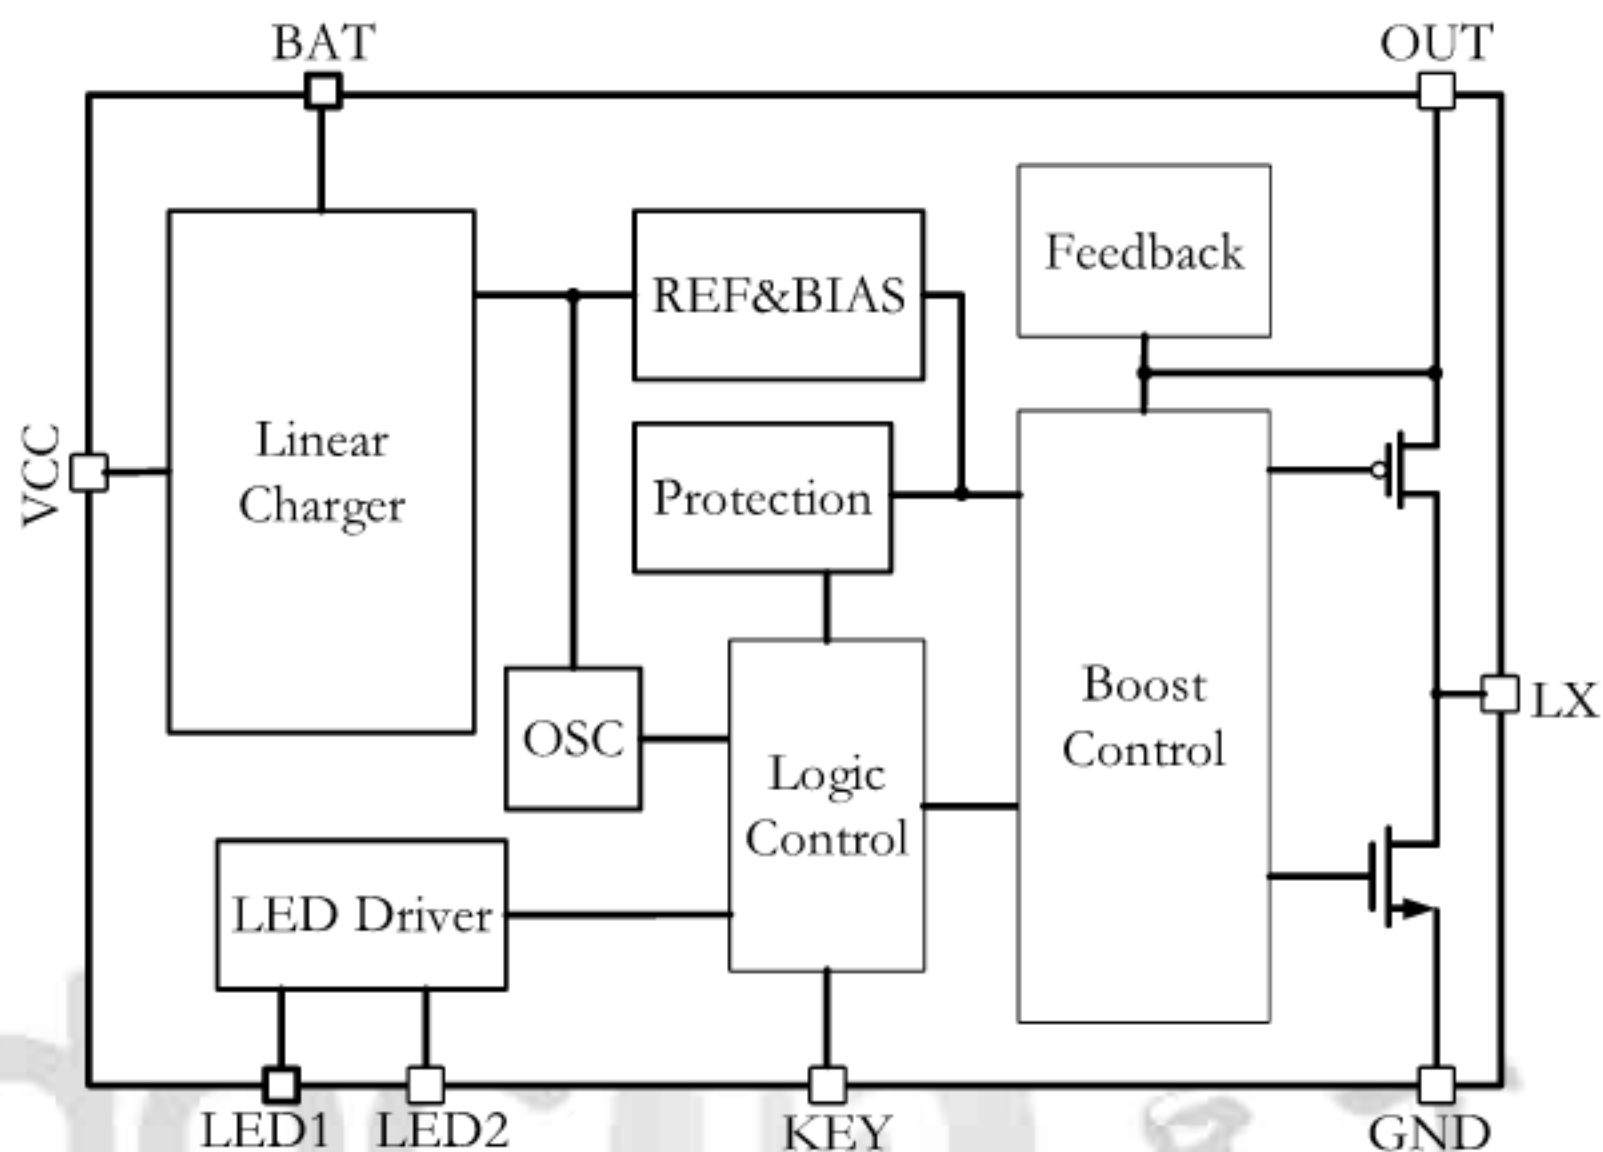 BAT
OUT
Feedback
REF&BIAS
Linear
Charger
VCC
Protection
Boost
Control
LX
OSC
Logic
Control
LED Driver
LED1
LED2
KEY
GND